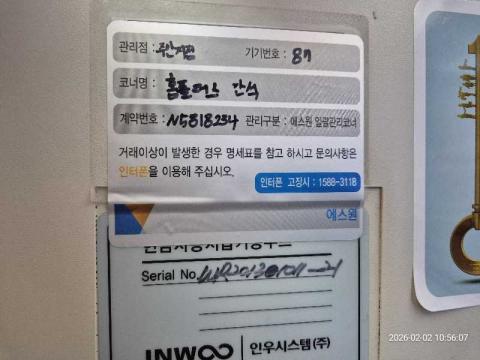 관리점 : 주안지점 기기번호 : 87
코너명 : 홈플러스 간석
계약번호 : N5518254 관리구분 : 에스원 일괄관리코너
거래이상이 발생한 경우 명세표를 참고 하시고 문의사항은
인터폰을 이용해 주십시오.
인터폰 고장시 : 1588-3118
에스원
Serial No.
INWOO 인우시스템(주)
2026-02-02 10:56:07